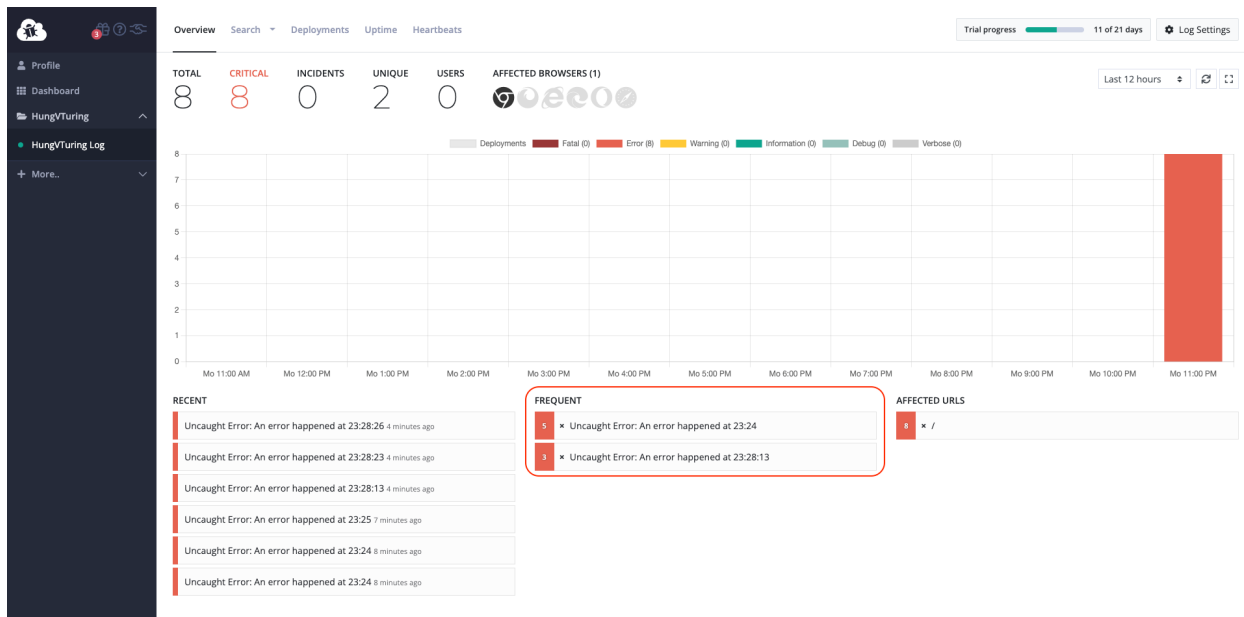 3
Overview Search Deployments Uptime Heartbeats
Trial progress 11 of 21 days Log Settings
Profile
Dashboard
HungVTuring
HungVTuring Log
+ More..
TOTAL CRITICAL INCIDENTS UNIQUE USERS AFFECTED BROWSERS (1)
8 8 0 2 0
Last 12 hours
Deployments Fatal (0) Error (8) Warning (0) Information (0) Debug (0) Verbose (0)
8
7
6
5
4
3
2
1
0
Mo 11:00 AM Mo 12:00 PM Mo 1:00 PM Mo 2:00 PM Mo 3:00 PM Mo 4:00 PM Mo 5:00 PM Mo 6:00 PM Mo 7:00 PM Mo 8:00 PM Mo 9:00 PM Mo 10:00 PM Mo 11:00 PM
RECENT
Uncaught Error: An error happened at 23:28:26 4 minutes ago
Uncaught Error: An error happened at 23:28:23 4 minutes ago
Uncaught Error: An error happened at 23:28:13 4 minutes ago
Uncaught Error: An error happened at 23:25 7 minutes ago
Uncaught Error: An error happened at 23:24 8 minutes ago
Uncaught Error: An error happened at 23:24 8 minutes ago
FREQUENT
5 × Uncaught Error: An error happened at 23:24
3 × Uncaught Error: An error happened at 23:28:13
AFFECTED URLS
8 × /